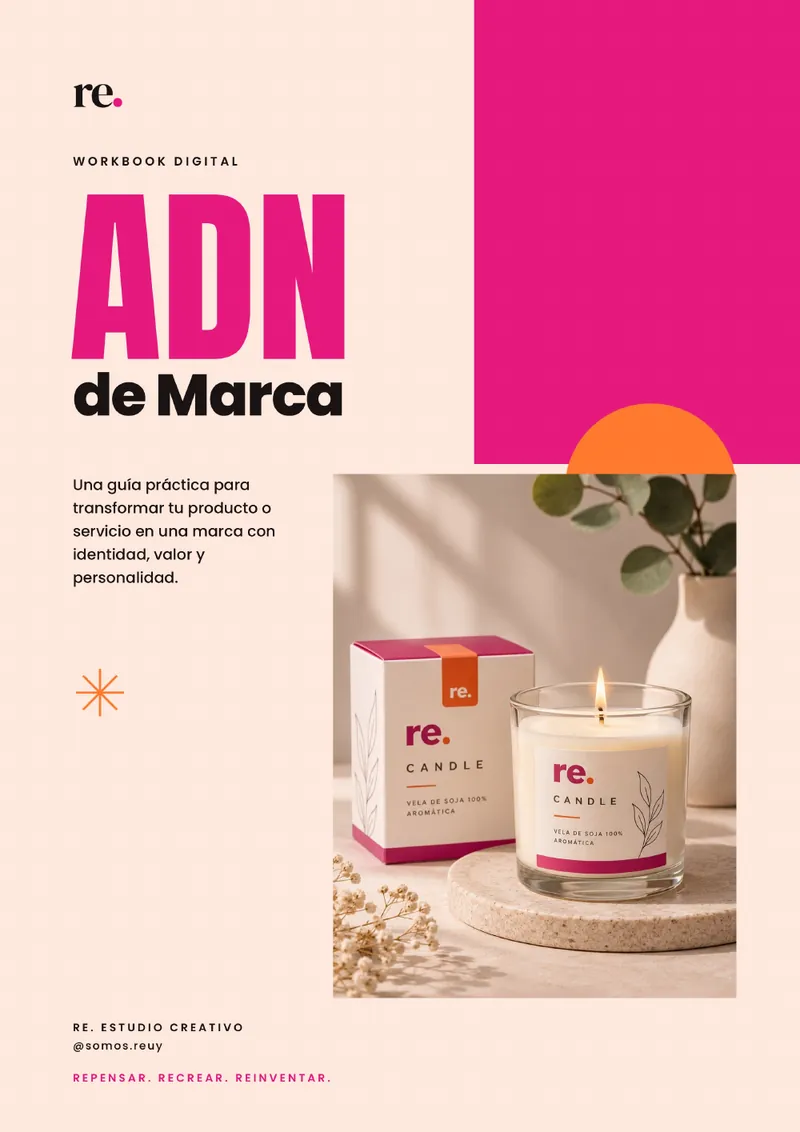 re.
WORKBOOK DIGITAL
ADN
de Marca
Una guía práctica para
transformar tu producto o
servicio en una marca con
identidad, valor y
personalidad.
re.
re.
CANDLE
VELA DE SOJA 100%
AROMÁTICA
re.
CANDLE
VELA DE SOJA 100%
AROMÁTICA
RE. ESTUDIO CREATIVO
@somos.reuy
REPENSAR. RECREAR. REINVENTAR.